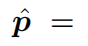 p̂ =